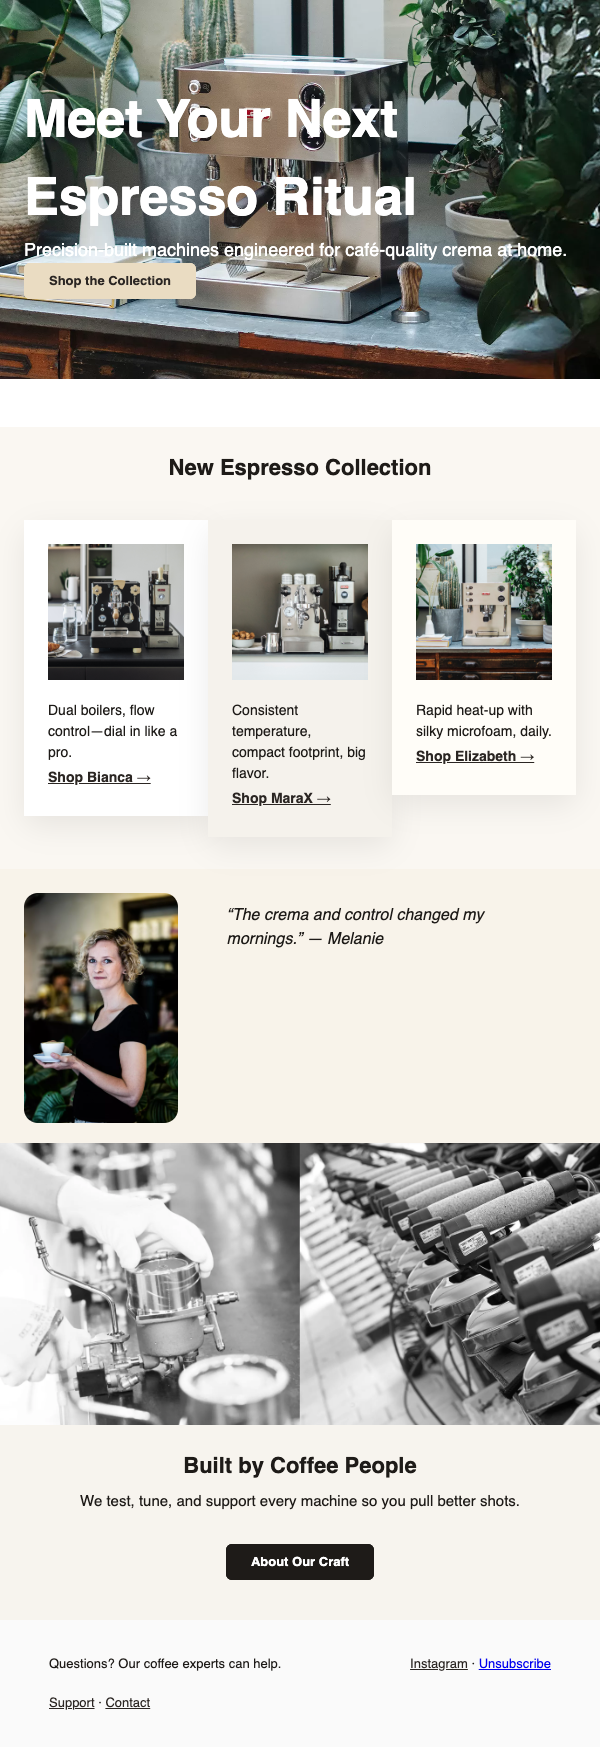 Meet Your Next
Espresso Ritual
Precision-built machines engineered for café-quality crema at home.
Shop the Collection
New Espresso Collection
Dual boilers, flow
control—dial in like a
pro.
Shop Bianca →
Consistent
temperature,
compact footprint, big
flavor.
Shop MaraX →
Rapid heat-up with
silky microfoam, daily.
Shop Elizabeth →
“The crema and control changed my
mornings.” — Melanie
Built by Coffee People
We test, tune, and support every machine so you pull better shots.
About Our Craft
Questions? Our coffee experts can help.
Instagram · Unsubscribe
Support · Contact